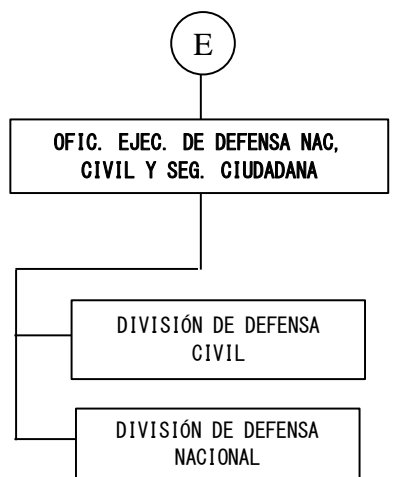 E
OFIC. EJEC. DE DEFENSA NAC,
CIVIL Y SEG. CIUDADANA
DIVISIÓN DE DEFENSA
CIVIL
DIVISIÓN DE DEFENSA
NACIONAL